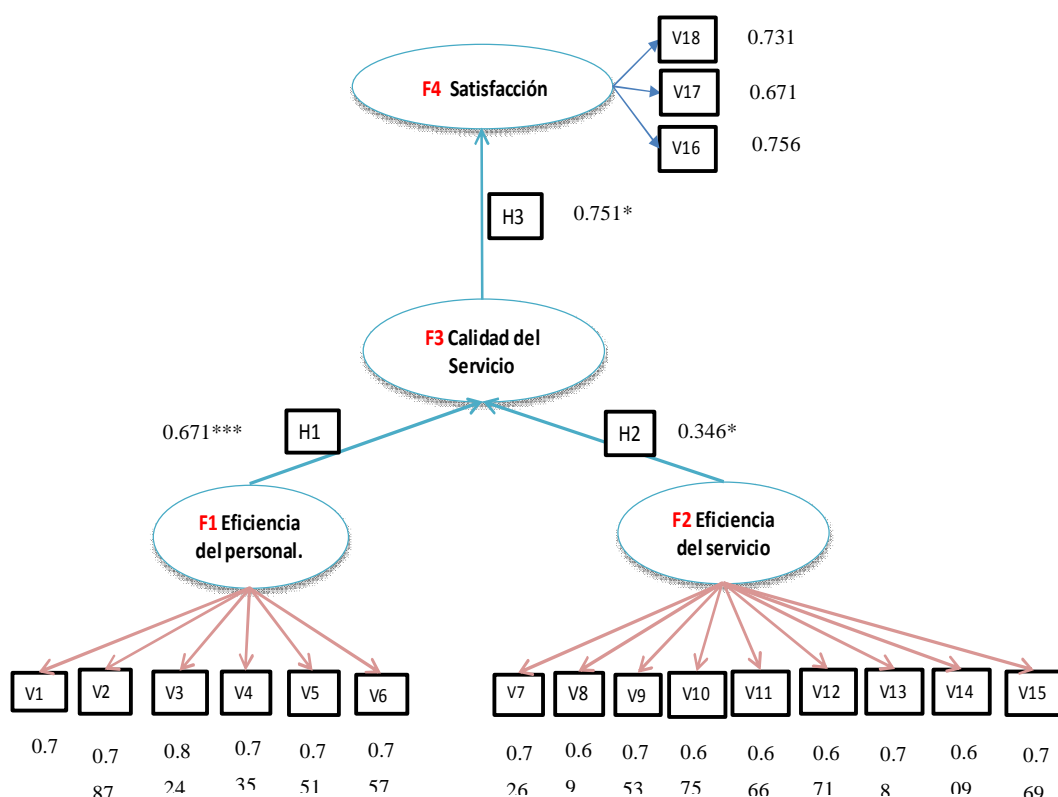 V18 0.731
F4 Satisfacción
V17 0.671
V16 0.756
H3 0.751*
F3 Calidad del
Servicio
0.671*** H1
H2 0.346*
F1 Eficiencia
del personal.
F2 Eficiencia
del servicio
V1 V2 V3 V4 V5 V6 V7 V8 V9 V10 V11 V12 V13 V14 V15
0.7 0.7 0.8 0.7 0.7 0.7 0.7 0.6 0.7 0.6 0.6 0.6 0.7 0.6 0.7
87 24 35 51 57 26 9 53 75 66 71 8 09 69